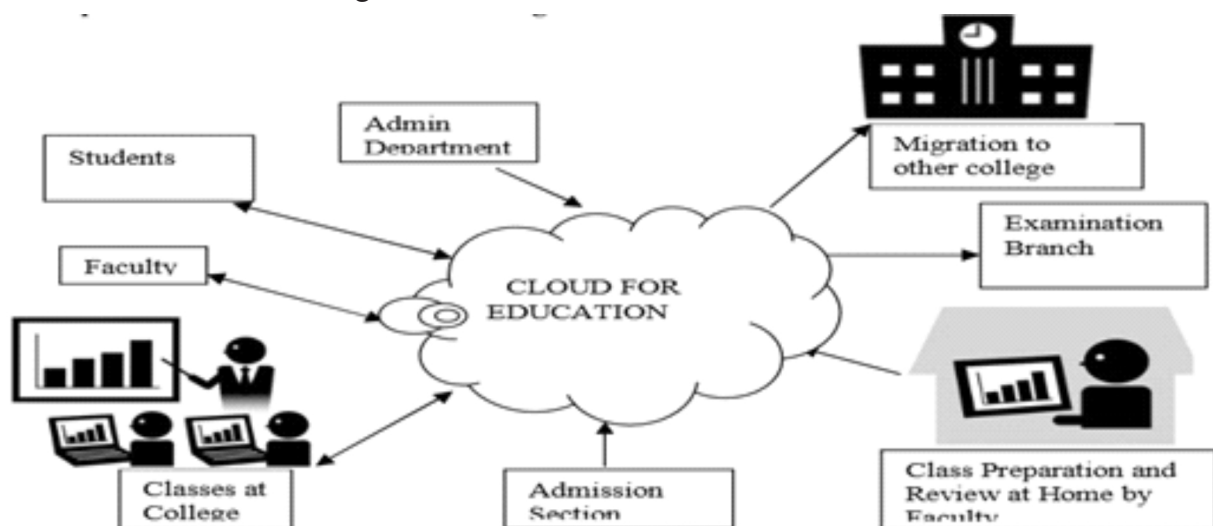 Admin
Department
Students
Migration to
other college
Examination
Branch
Faculty
CLOUD FOR
EDUCATION
Classes at
College
Admission
Section
Class Preparation and
Review at Home by
Faculty